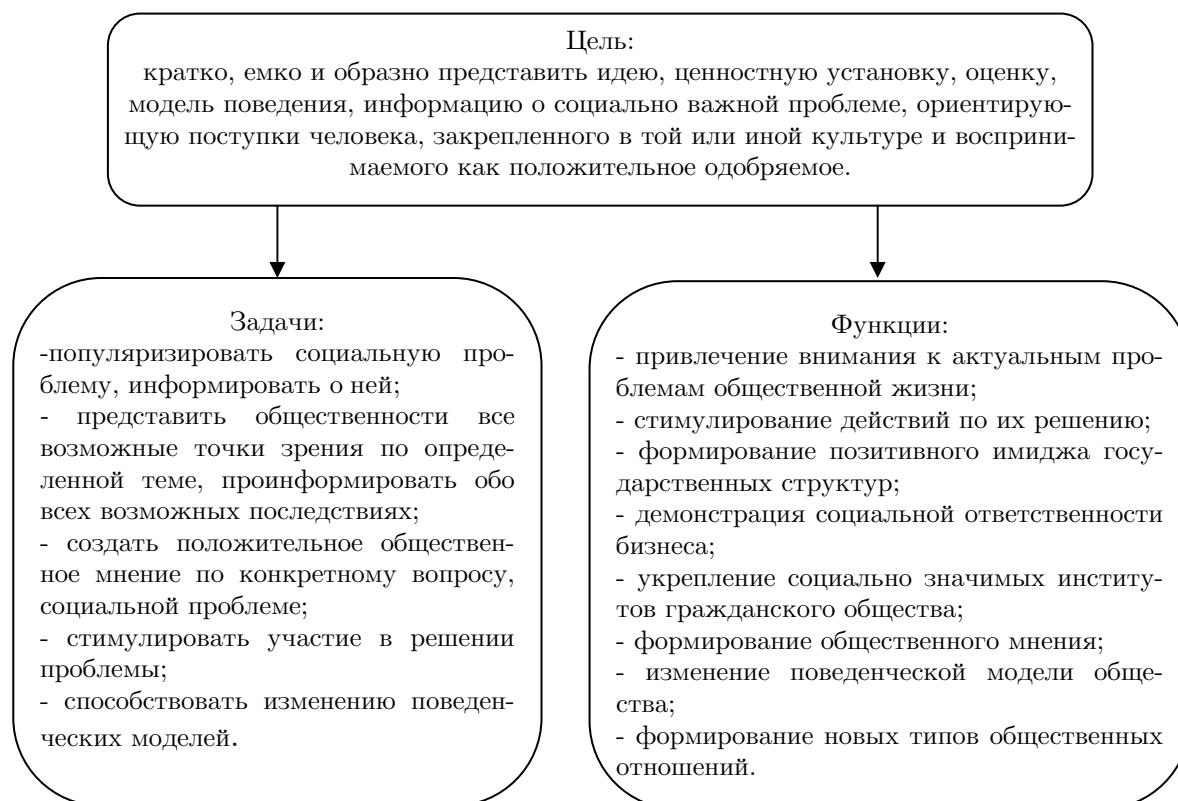 Цель:
кратко, емко и образно представить идею, ценностную установку, оценку,
модель поведения, информацию о социально важной проблеме, ориентирую-
щую поступки человека, закрепленного в той или иной культуре и восприни-
маемого как положительное одобряемое.
Задачи:
-популяризировать социальную про-
блему, информировать о ней;
- представить общественности все
возможные точки зрения по опреде-
ленной теме, проинформировать обо
всех возможных последствиях;
- создать положительное обществен-
ное мнение по конкретному вопросу,
социальной проблеме;
- стимулировать участие в решении
проблемы;
- способствовать изменению поведен-
ческих моделей.
Функции:
- привлечение внимания к актуальным про-
блемам общественной жизни;
- стимулирование действий по их решению;
- формирование позитивного имиджа госу-
дарственных структур;
- демонстрация социальной ответственности
бизнеса;
- укрепление социально значимых институ-
тов гражданского общества;
- формирование общественного мнения;
- изменение поведенческой модели обще-
ства;
- формирование новых типов общественных
отношений.